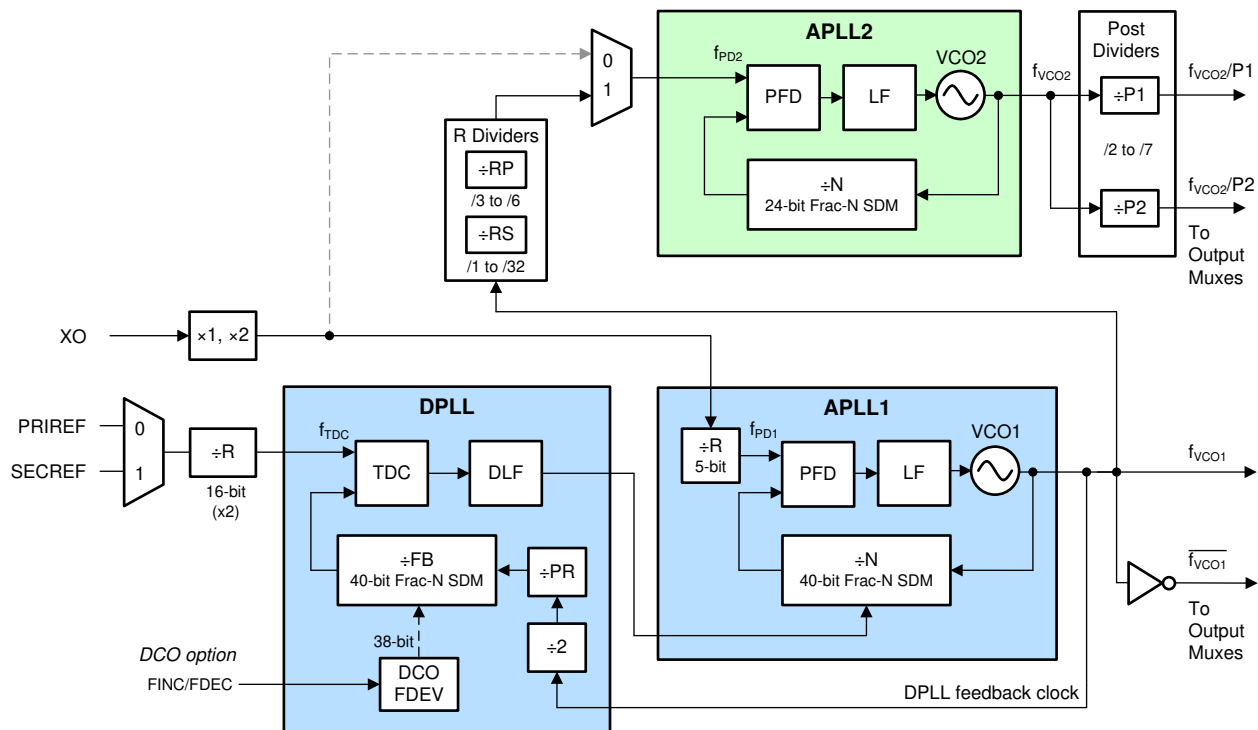 APLL2
Post
Dividers
0
1
f_PD2
VCO2
f_VCO2
f_VCO2/P1
PFD
LF
÷P1
R Dividers
÷RP
/3 to /6
÷RS
/1 to /32
÷N
24-bit Frac-N SDM
/2 to /7
f_VCO2/P2
÷P2
To
Output
Muxes
XO
×1, ×2
DPLL
APLL1
PRIREF
SECREF
0
1
÷R
16-bit
(x2)
f_TDC
TDC
DLF
÷R
5-bit
f_PD1
PFD
LF
VCO1
f_VCO1
÷FB
40-bit Frac-N SDM
÷PR
÷2
÷N
40-bit Frac-N SDM
f_VCO1
To
Output
Muxes
38-bit
DCO option
FINC/FDEC
DCO
FDEV
DPLL feedback clock